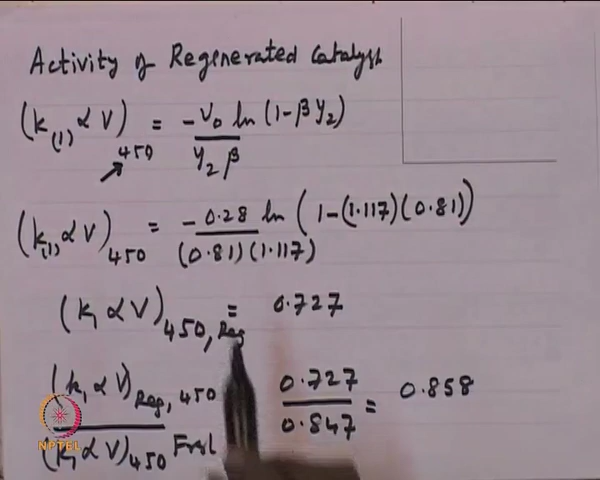 Activity of Regenerated Catalyst
(k(1) α V)450 = -v0 ln (1-β y2) / y2 β
(k(1) α V)450 = -0.28 ln (1-(1.117)(0.81)) / (0.81)(1.117)
(k1 α V)450, Reg = 0.727
(k1 α V)Reg, 450 / (k1 α V)450 Fresh 0.727 / 0.847 = 0.858
NPTEL